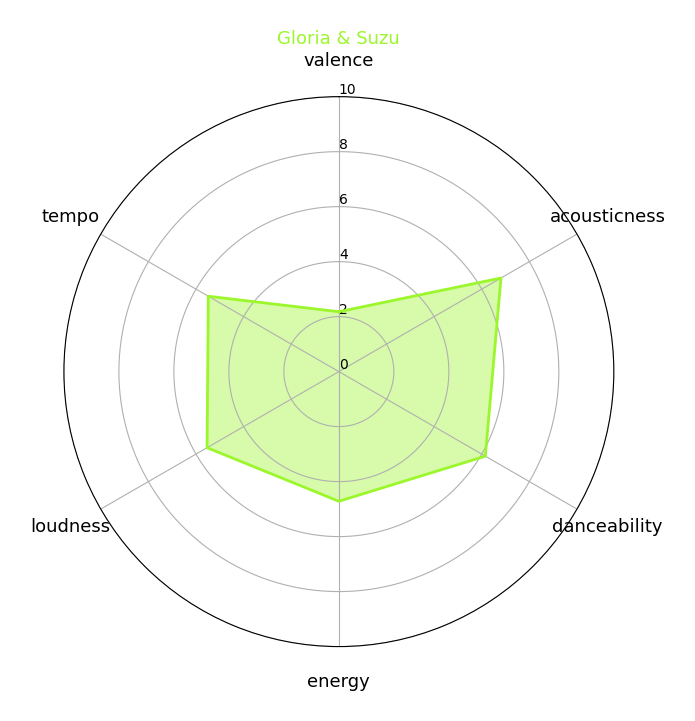 Gloria & Suzu
valence
10
8
6
4
2
0
tempo
acousticness
loudness
danceability
energy